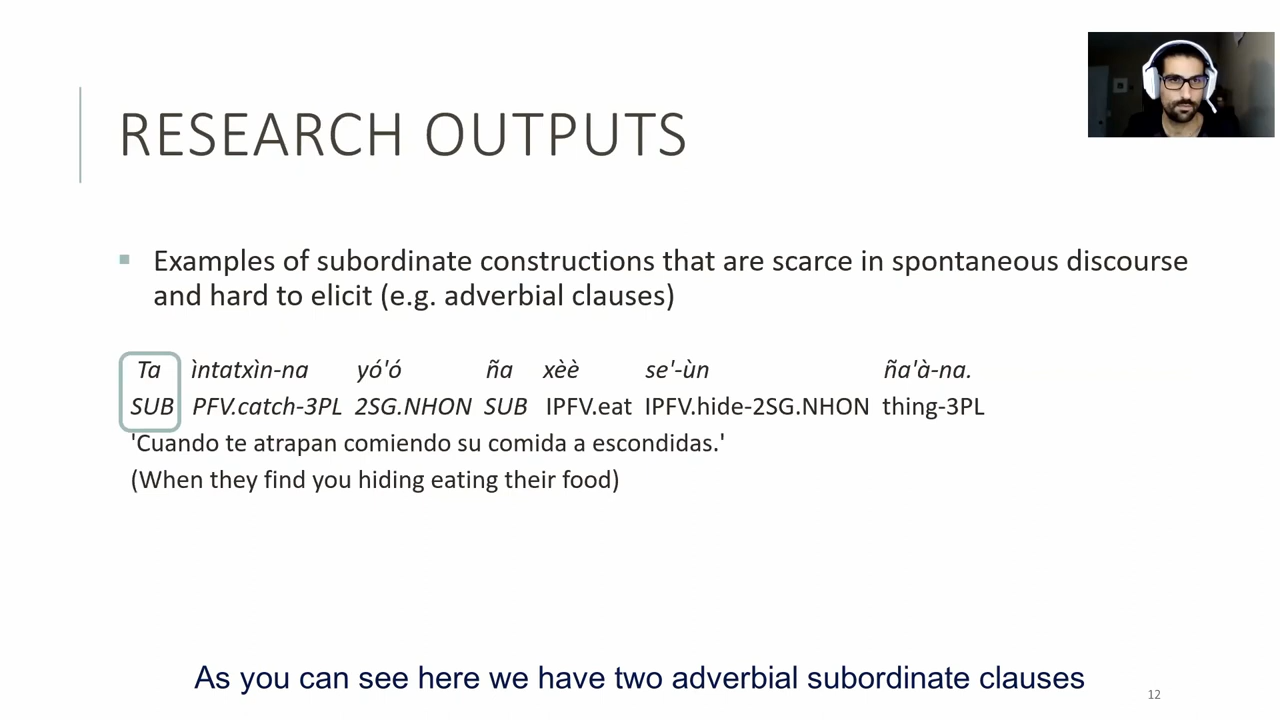 RESEARCH OUTPUTS
Examples of subordinate constructions that are scarce in spontaneous discourse
and hard to elicit (e.g. adverbial clauses)
Ta ìntatxìn-na yó'ó ña xèè se'-ùn ña'à-na.
SUB PFV.catch-3PL 2SG.NHON SUB IPFV.eat IPFV.hide-2SG.NHON thing-3PL
'Cuando te atrapan comiendo su comida a escondidas.'
(When they find you hiding eating their food)
As you can see here we have two adverbial subordinate clauses
12